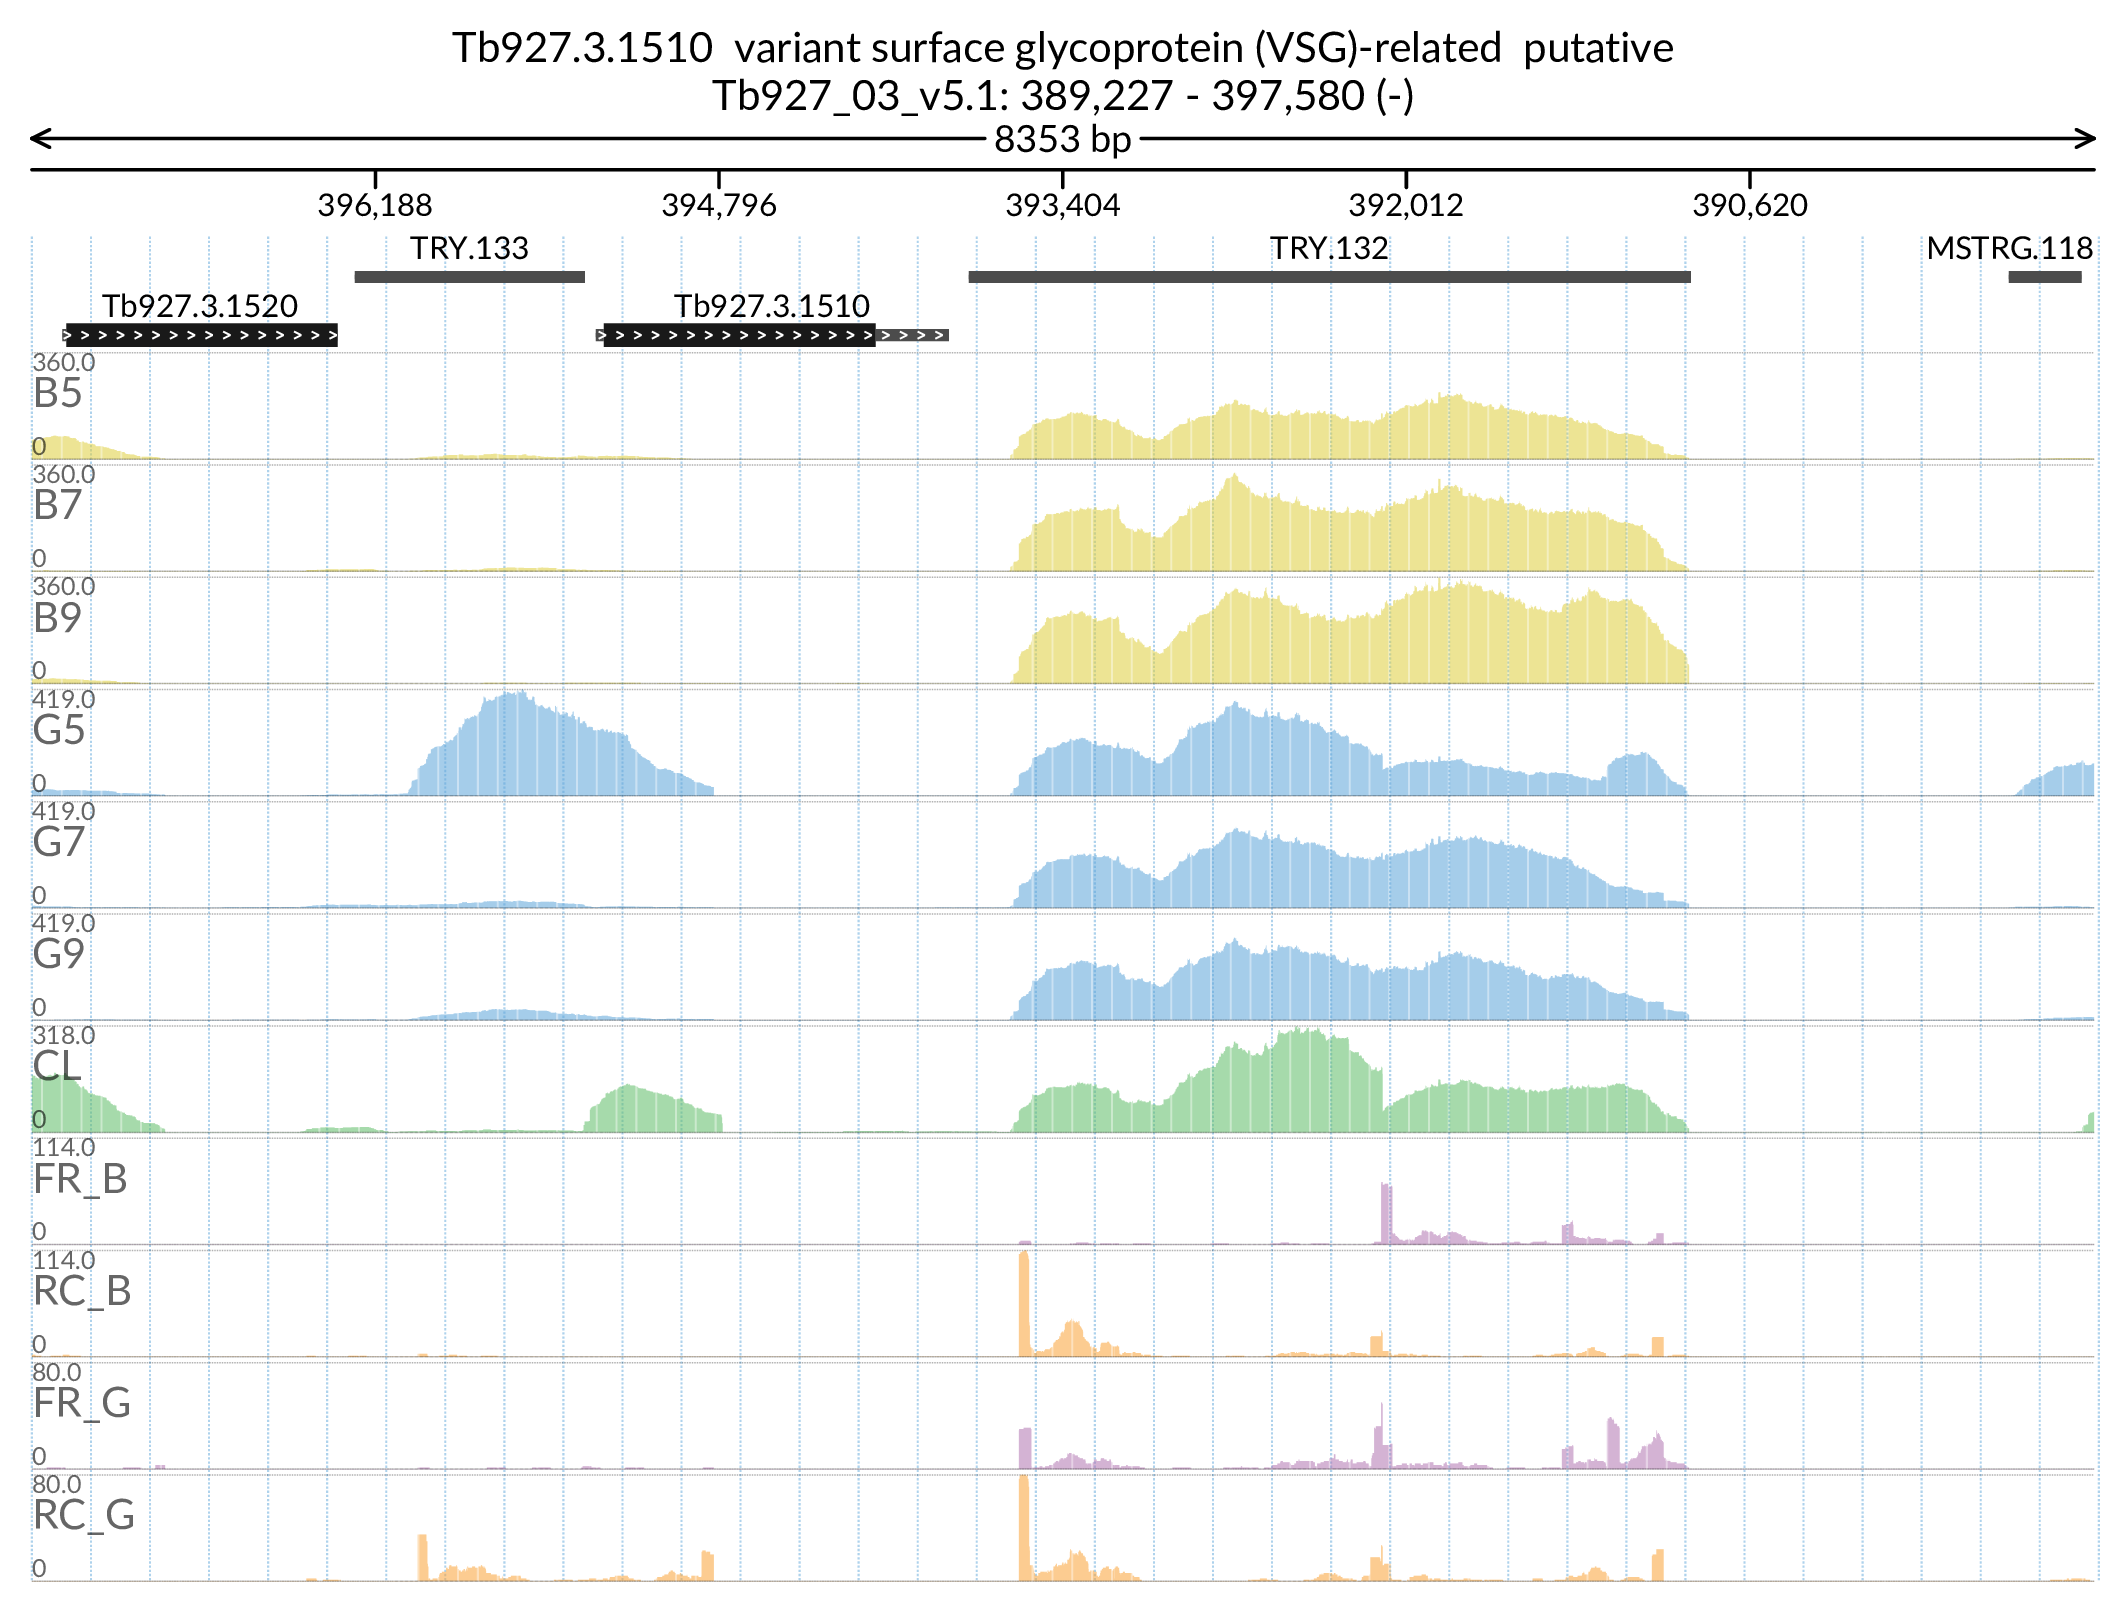 Tb927.3.1510  variant surface glycoprotein (VSG)-related  putative
Tb927_03_v5.1: 389,227 - 397,580 (-)
8353 bp
396,188 394,796 393,404 392,012 390,620
TRY.133 TRY.132 MSTRG.118
Tb927.3.1520 Tb927.3.1510
360.0
B5
0
360.0
B7
0
360.0
B9
0
419.0
G5
0
419.0
G7
0
419.0
G9
0
318.0
CL
0
114.0
FR_B
0
114.0
RC_B
0
80.0
FR_G
0
80.0
RC_G
0